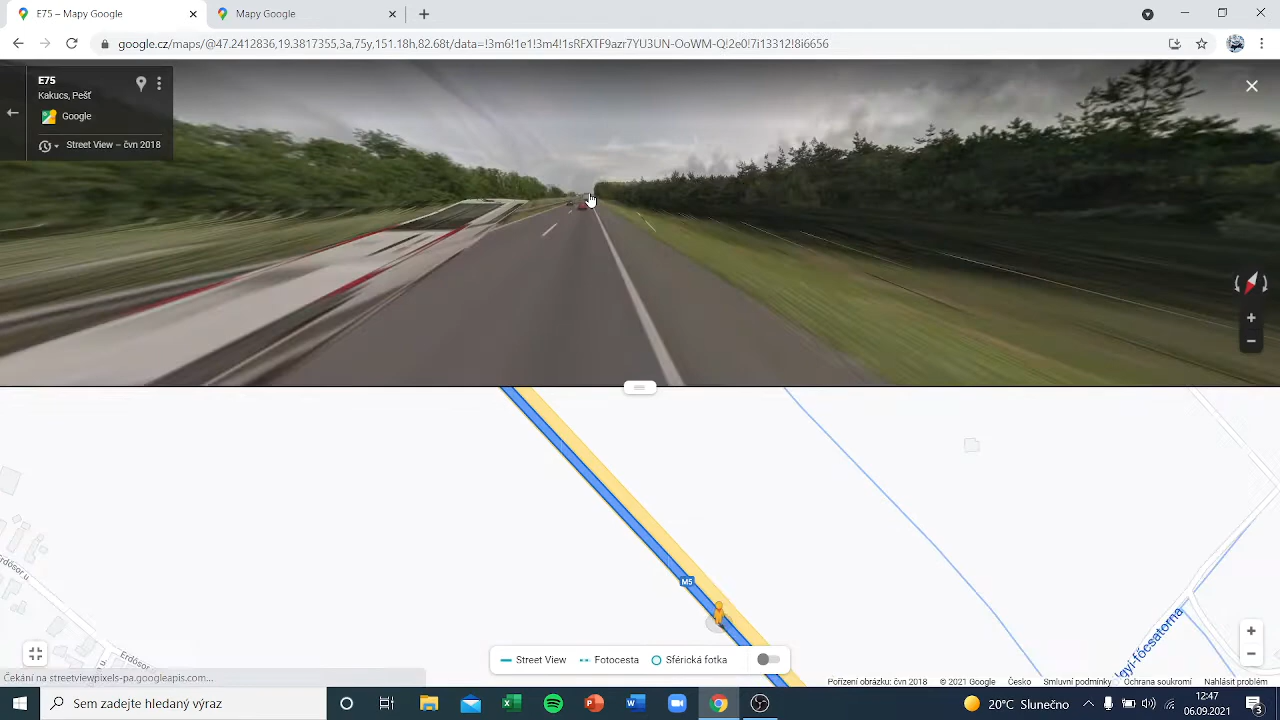 E75 – Mapy Google
Mapy Google
google.cz/maps/@47.2412836,19.3817355,3a,75y,151.18h,82.68t/data=!3m6!1e1!3m4!1sRFXTF9azr7YU3UN-OoWM-Q!2e0!7i13312!8i6656
E75
Kakucs, Pešť
Google
Street View – čvn 2018
M5
Erdősor u.
Erdősor
Street View
Fotocesta
Sférická fotka
Čekání na streetviewpixels-pa.googleapis.com...
Pořízení obrázku: čvn 2018
© 2021 Google
Česko
Smluvní podmínky
Ochrana soukromí
Nahlásit problém
Sem zadejte hledaný výraz
20°C Slunečno
12:47
06.09.2021